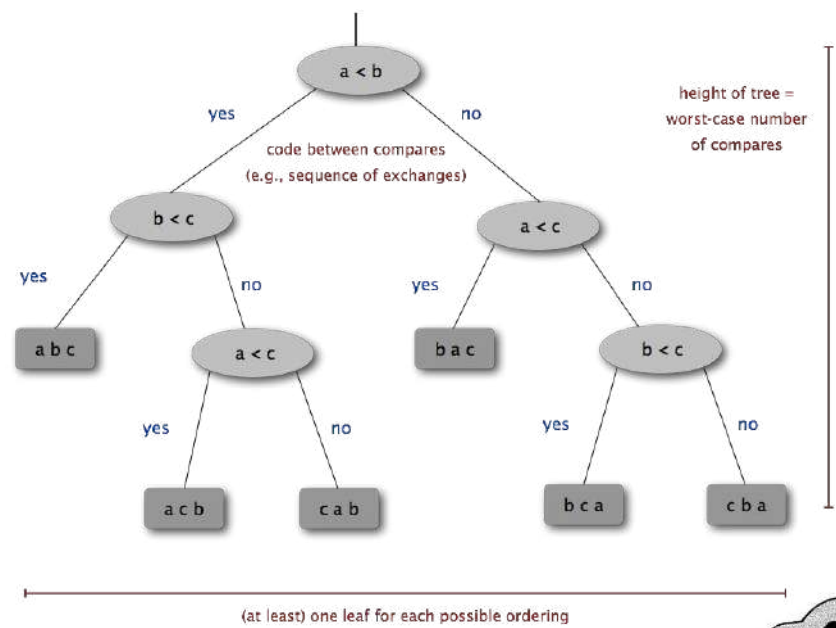 a < b
height of tree =
worst-case number
of compares
yes
no
code between compares
(e.g., sequence of exchanges)
b < c
a < c
yes
no
yes
no
a b c
a < c
b a c
b < c
yes
no
yes
no
a c b
c a b
b c a
c b a
(at least) one leaf for each possible ordering